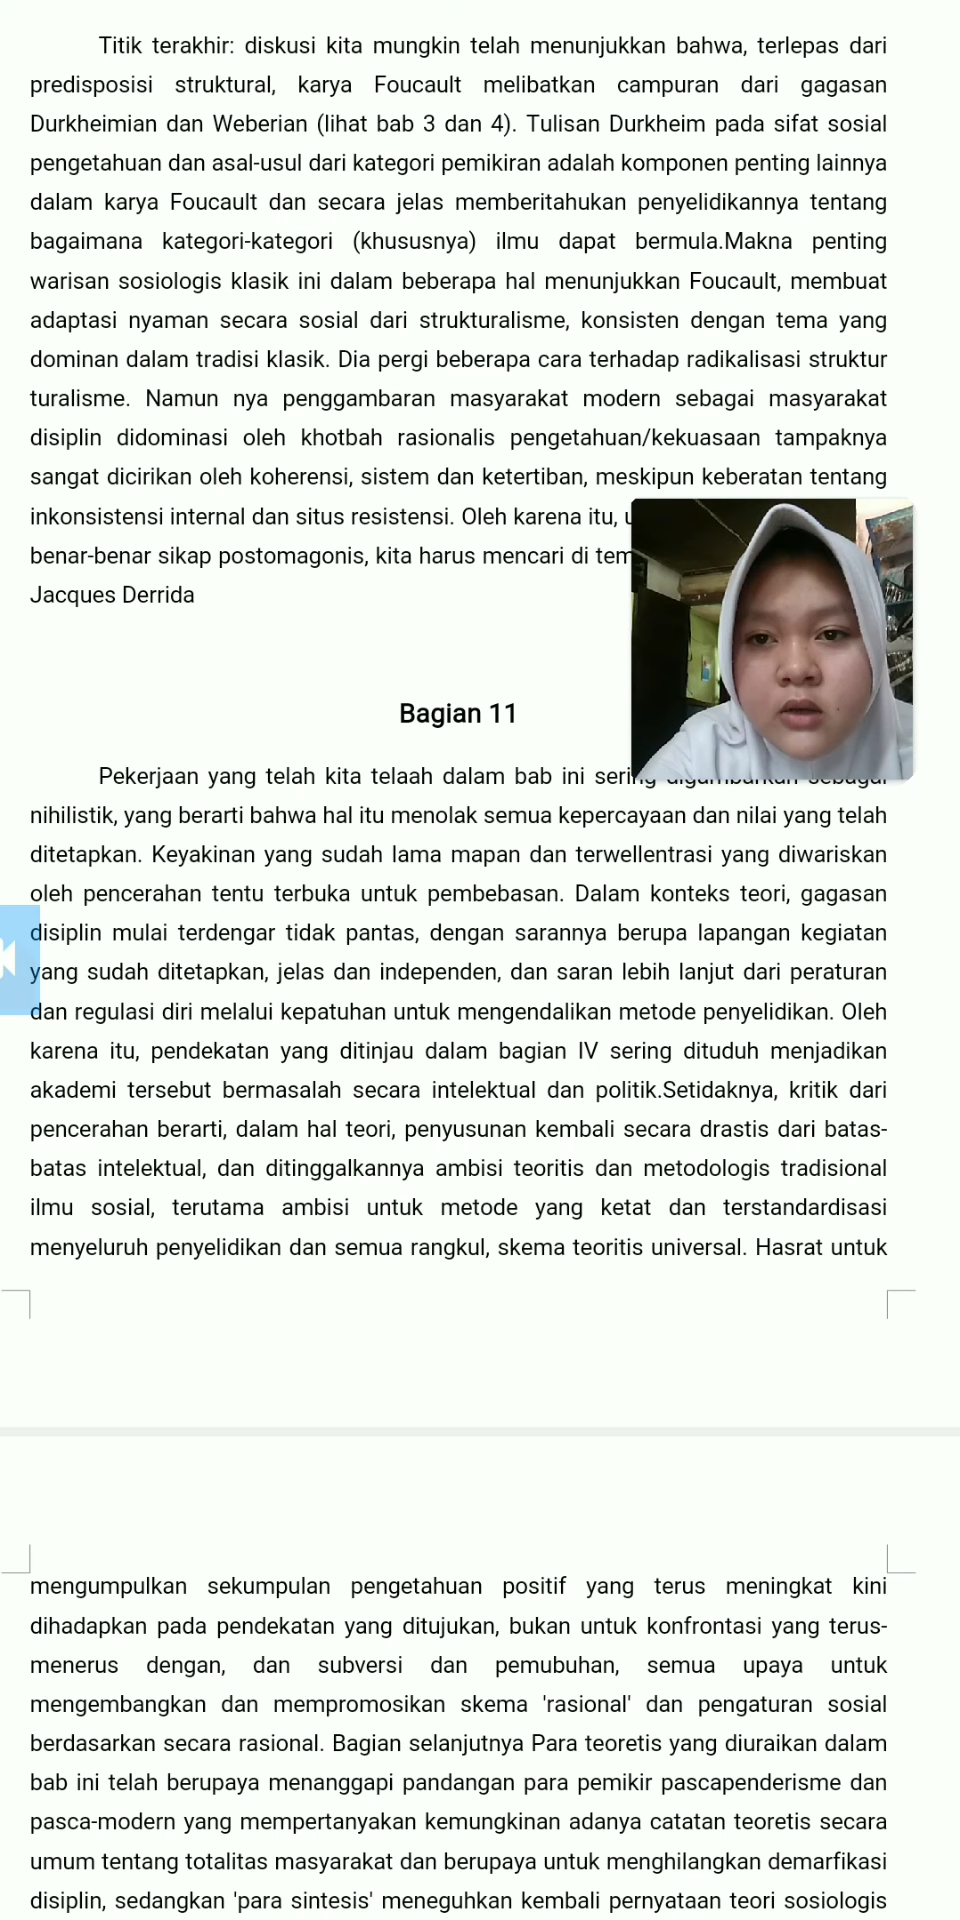 Titik terakhir: diskusi kita mungkin telah menunjukkan bahwa, terlepas dari
predisposisi struktural, karya Foucault melibatkan campuran dari gagasan
Durkheimian dan Weberian (lihat bab 3 dan 4). Tulisan Durkheim pada sifat sosial
pengetahuan dan asal-usul dari kategori pemikiran adalah komponen penting lainnya
dalam karya Foucault dan secara jelas memberitahukan penyelidikannya tentang
bagaimana kategori-kategori (khususnya) ilmu dapat bermula.Makna penting
warisan sosiologis klasik ini dalam beberapa hal menunjukkan Foucault, membuat
adaptasi nyaman secara sosial dari strukturalisme, konsisten dengan tema yang
dominan dalam tradisi klasik. Dia pergi beberapa cara terhadap radikalisasi struktur
turalisme. Namun nya penggambaran masyarakat modern sebagai masyarakat
disiplin didominasi oleh khotbah rasionalis pengetahuan/kekuasaan tampaknya
sangat dicirikan oleh koherensi, sistem dan ketertiban, meskipun keberatan tentang
inkonsistensi internal dan situs resistensi. Oleh karena itu,
benar-benar sikap postomagonis, kita harus mencari di
Jacques Derrida
Bagian 11
Pekerjaan yang telah kita telaah dalam bab ini sering digambarkan sebagai
nihilistik, yang berarti bahwa hal itu menolak semua kepercayaan dan nilai yang telah
ditetapkan. Keyakinan yang sudah lama mapan dan terwellentrasi yang diwariskan
oleh pencerahan tentu terbuka untuk pembebasan. Dalam konteks teori, gagasan
disiplin mulai terdengar tidak pantas, dengan sarannya berupa lapangan kegiatan
yang sudah ditetapkan, jelas dan independen, dan saran lebih lanjut dari peraturan
dan regulasi diri melalui kepatuhan untuk mengendalikan metode penyelidikan. Oleh
karena itu, pendekatan yang ditinjau dalam bagian IV sering dituduh menjadikan
akademi tersebut bermasalah secara intelektual dan politik.Setidaknya, kritik dari
pencerahan berarti, dalam hal teori, penyusunan kembali secara drastis dari batas-
batas intelektual, dan ditinggalkannya ambisi teoritis dan metodologis tradisional
ilmu sosial, terutama ambisi untuk metode yang ketat dan terstandardisasi
menyeluruh penyelidikan dan semua rangkul, skema teoritis universal. Hasrat untuk
mengumpulkan sekumpulan pengetahuan positif yang terus meningkat kini
dihadapkan pada pendekatan yang ditujukan, bukan untuk konfrontasi yang terus-
menerus dengan, dan subversi dan pemubuhan, semua upaya untuk
mengembangkan dan mempromosikan skema 'rasional' dan pengaturan sosial
berdasarkan secara rasional. Bagian selanjutnya Para teoretis yang diuraikan dalam
bab ini telah berupaya menanggapi pandangan para pemikir pascapenderisme dan
pasca-modern yang mempertanyakan kemungkinan adanya catatan teoretis secara
umum tentang totalitas masyarakat dan berupaya untuk menghilangkan demarfikasi
disiplin, sedangkan 'para sintesis' meneguhkan kembali pernyataan teori sosiologis